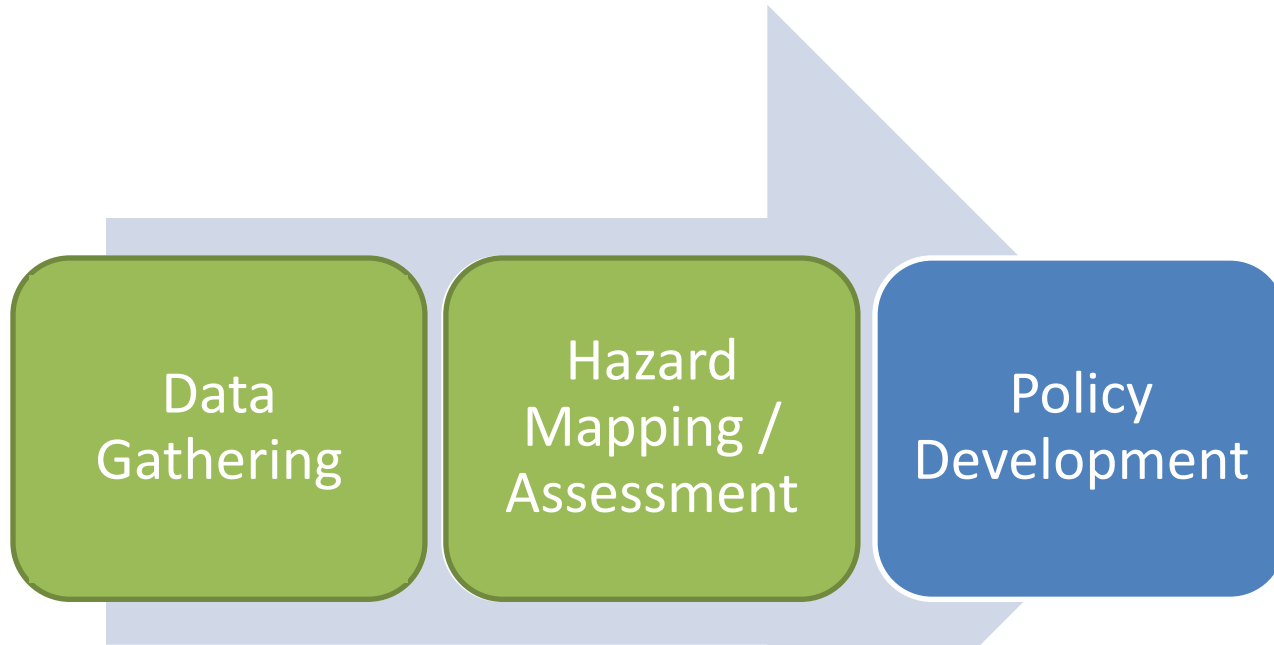 Data
Gathering
Hazard
Mapping /
Assessment
Policy
Development